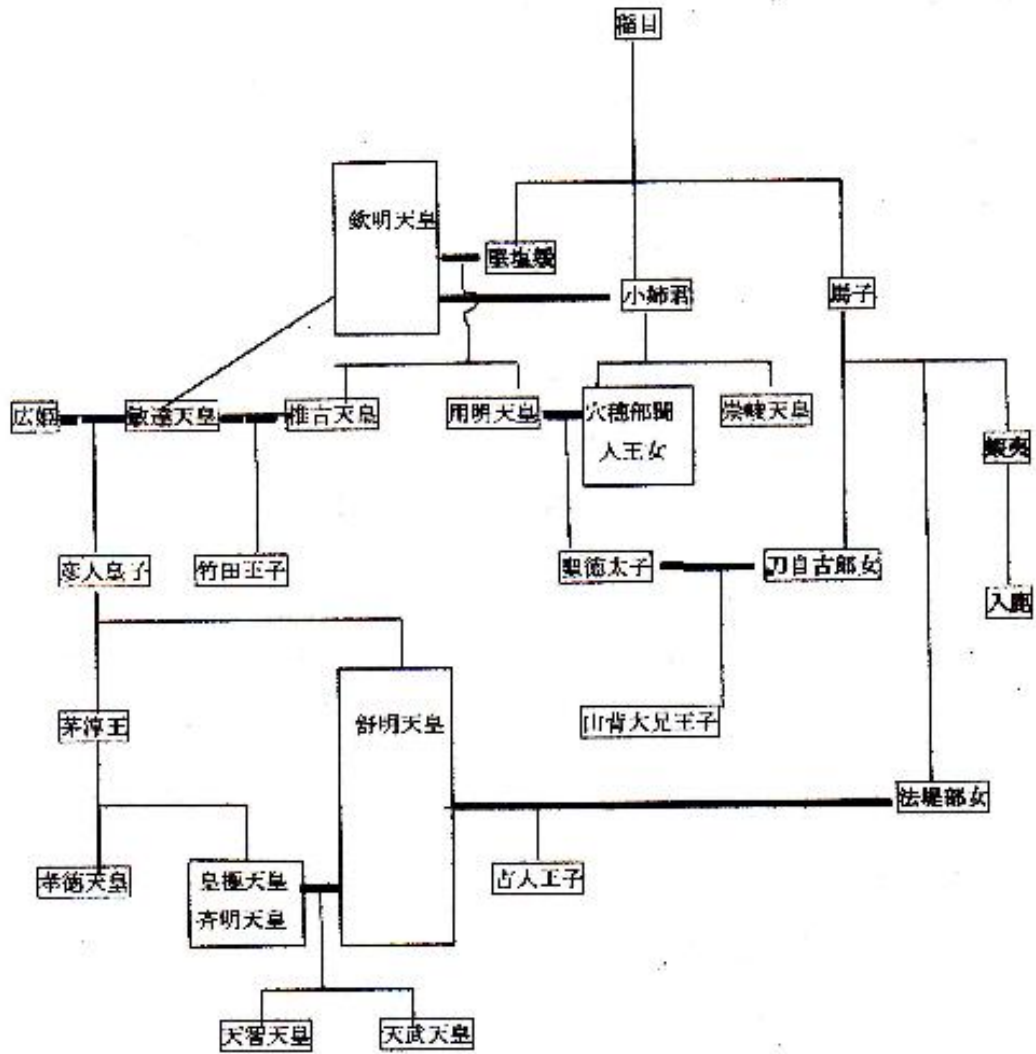 稲目
欽明天皇
堅塩媛
小姉君
馬子
広姫
敏達天皇
推古天皇
用明天皇
穴穂部間
人王女
崇峻天皇
蝦夷
彦人皇子
竹田王子
聖徳太子
刀自古郎女
入鹿
茅渟王
舒明天皇
山背大兄王子
法堤部女
孝徳天皇
皇極天皇
斉明天皇
古人王子
天智天皇
天武天皇